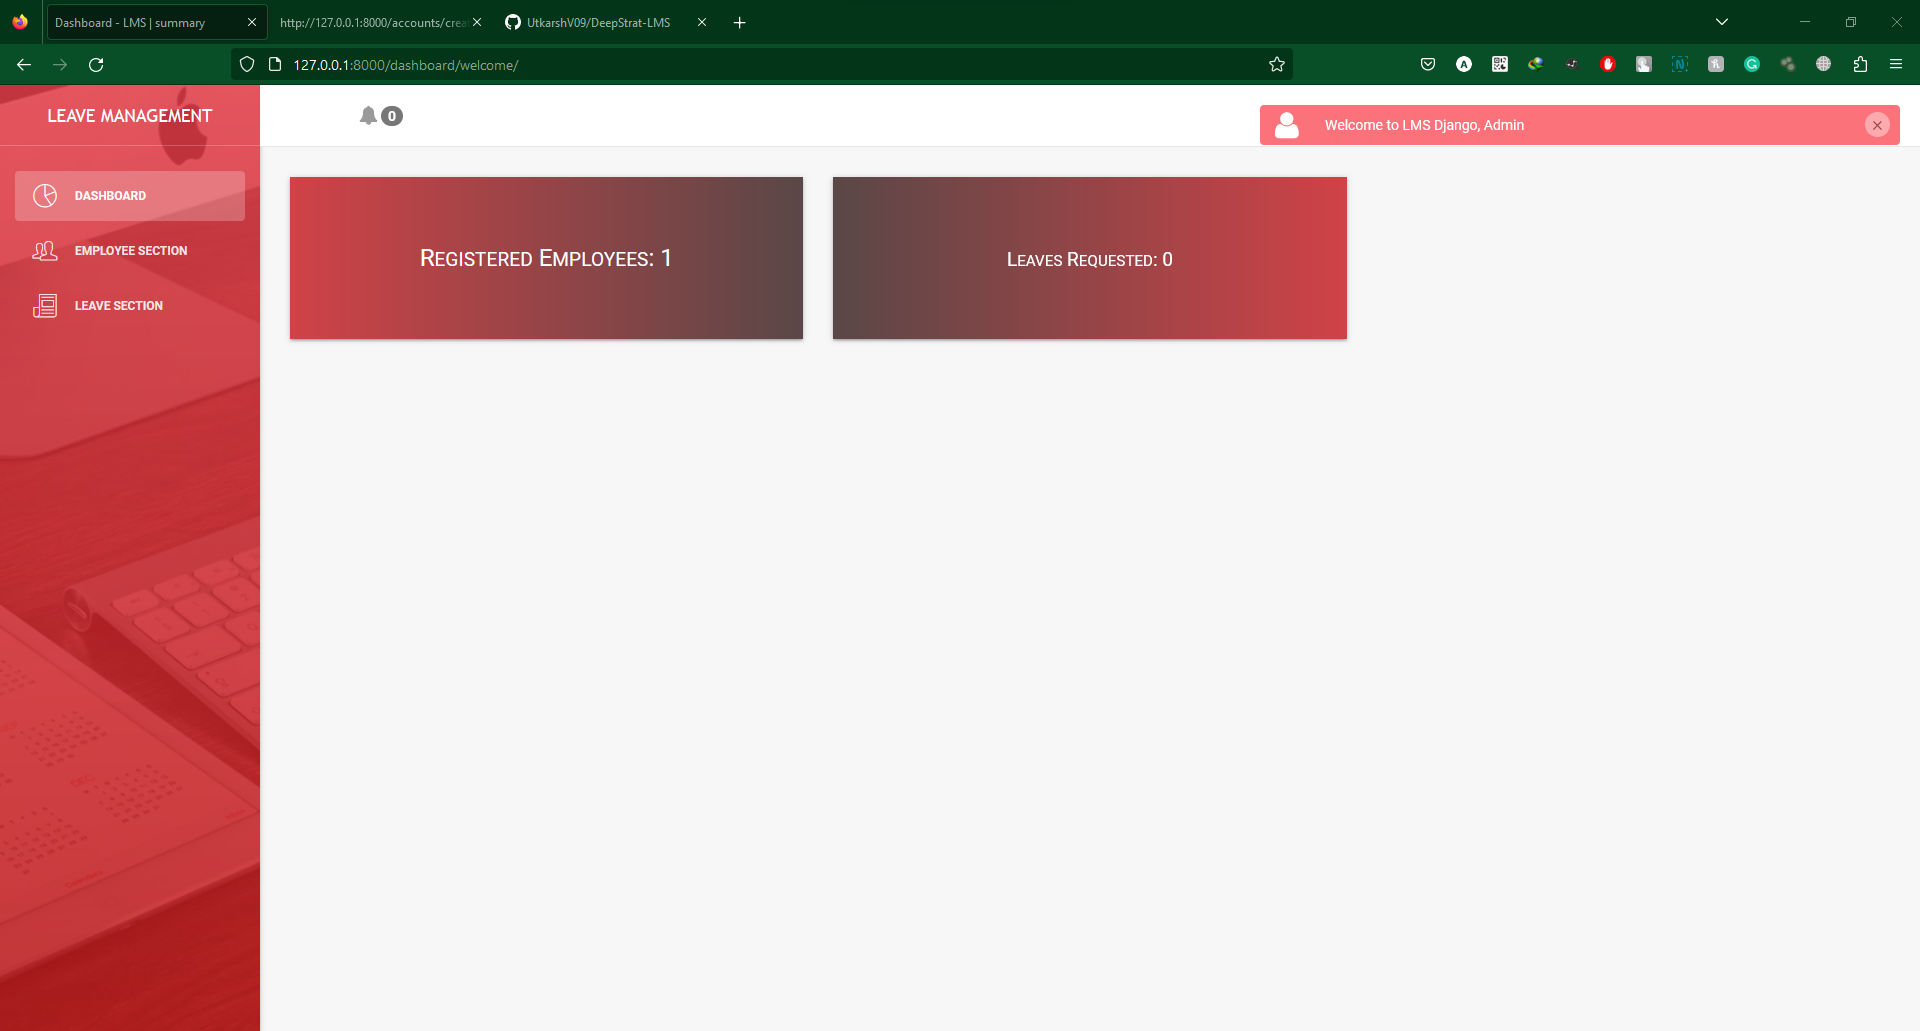 Dashboard - LMS | summary
http://127.0.0.1:8000/accounts/crea
UtkarshV09/DeepStrat-LMS
127.0.0.1:8000/dashboard/welcome/
LEAVE MANAGEMENT
0
Welcome to LMS Django, Admin
DASHBOARD
EMPLOYEE SECTION
LEAVE SECTION
Registered Employees: 1
Leaves Requested: 0